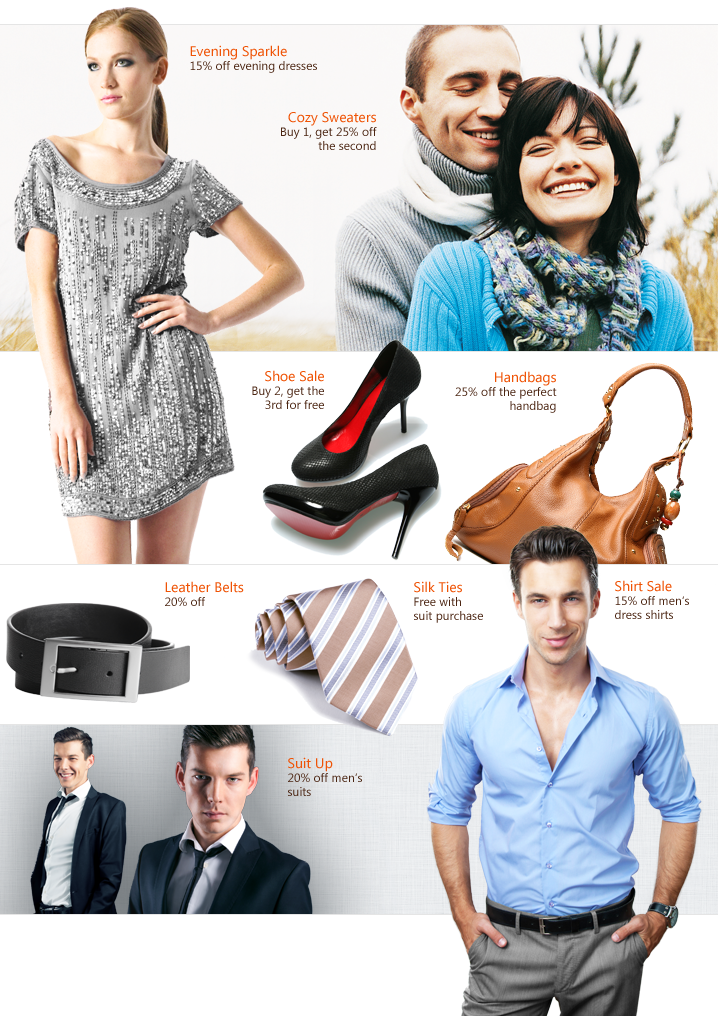 Evening Sparkle
15% off evening dresses
Cozy Sweaters
Buy 1, get 25% off
the second
Shoe Sale
Buy 2, get the
3rd for free
Handbags
25% off the perfect
handbag
Leather Belts
20% off
Silk Ties
Free with
suit purchase
Shirt Sale
15% off men's
dress shirts
Suit Up
20% off men's
suits